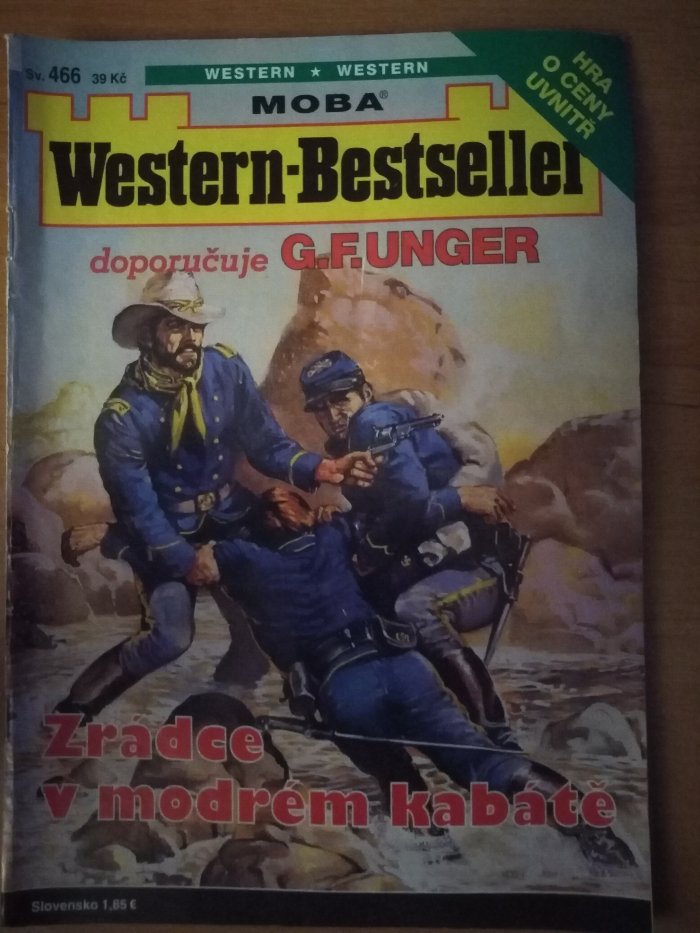 Sv. 466 39 Kč
WESTERN ★ WESTERN
HRA
O CENY
UVNITŘ
MOBA®
Western-Bestseller
doporučuje G.F. UNGER
Zrádce
v modrém kabátě
Slovensko 1,85 €